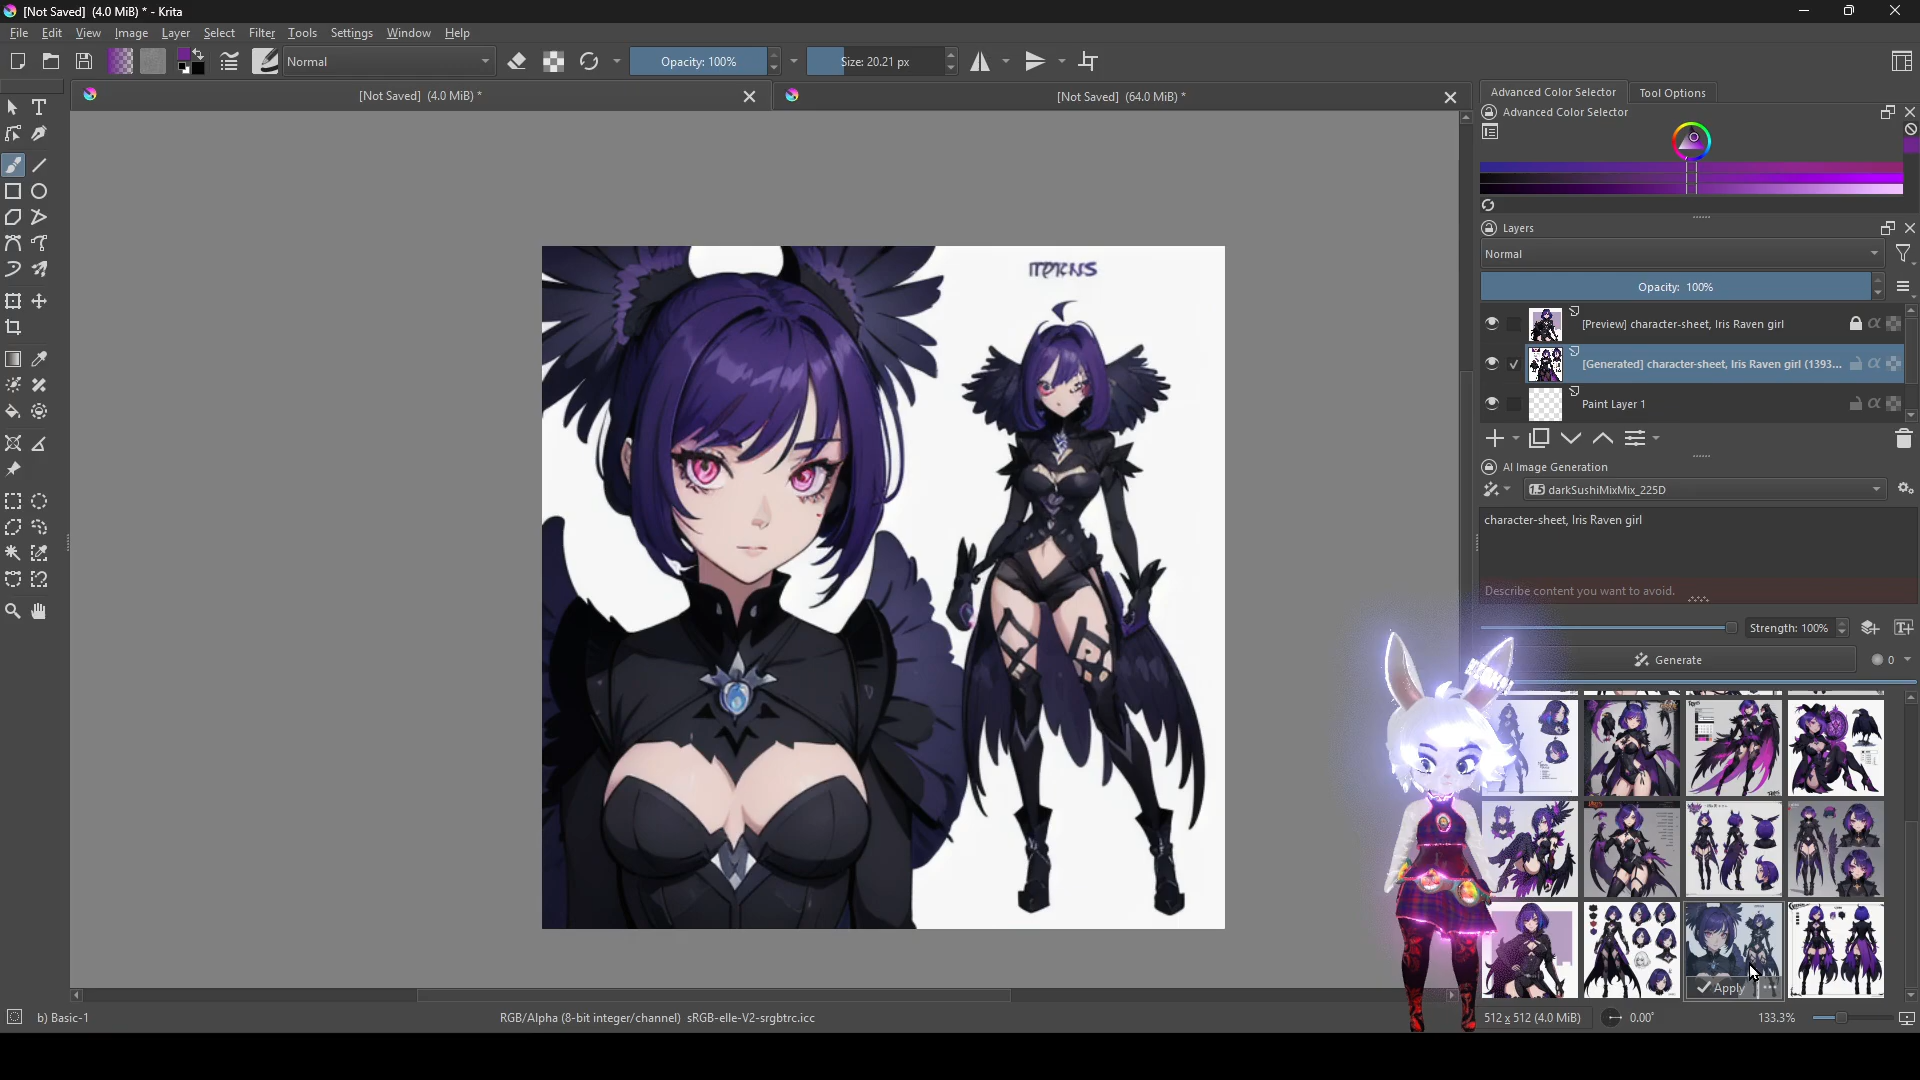 [Not Saved] (4.0 MiB) * - Krita
File Edit View Image Layer Select Filter Tools Settings Window Help
Normal
Opacity: 100%
Size: 20.21 px
[Not Saved] (4.0 MiB) *
[Not Saved] (64.0 MiB) *
Advanced Color Selector
Tool Options
Advanced Color Selector
Layers
Normal
Opacity: 100%
[Preview] character-sheet, Iris Raven girl
[Generated] character-sheet, Iris Raven girl (1393...
Paint Layer 1
AI Image Generation
1.5 darkSushiMixMix_225D
character-sheet, Iris Raven girl
Describe content you want to avoid.
Strength: 100%
Generate
0
Apply
b) Basic-1
RGB/Alpha (8-bit integer/channel) sRGB-elle-V2-srgbtrc.icc
512 x 512 (4.0 MiB)
0.00°
133.3%